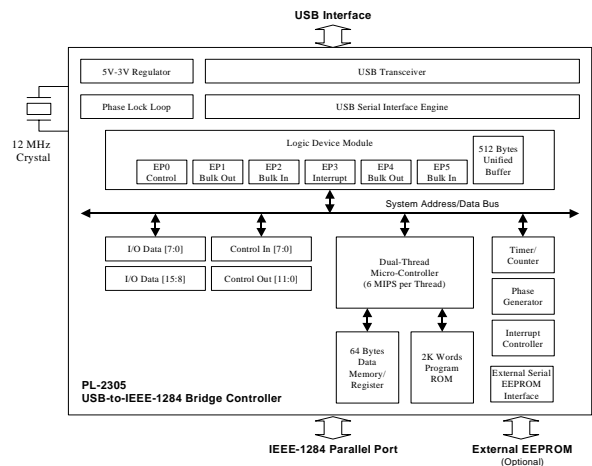 USB Interface
5V-3V Regulator
USB Transceiver
Phase Lock Loop
USB Serial Interface Engine
12 MHz
Crystal
Logic Device Module
EP0
Control
EP1
Bulk Out
EP2
Bulk In
EP3
Interrupt
EP4
Bulk Out
EP5
Bulk In
512 Bytes
Unified
Buffer
System Address/Data Bus
I/O Data [7:0]
Control In [7:0]
I/O Data [15:8]
Control Out [11:0]
Dual-Thread
Micro-Controller
(6 MIPS per Thread)
Timer/
Counter
Phase
Generator
Interrupt
Controller
64 Bytes
Data
Memory/
Register
2K Words
Program
ROM
External Serial
EEPROM
Interface
PL-2305
USB-to-IEEE-1284 Bridge Controller
IEEE-1284 Parallel Port
External EEPROM
(Optional)